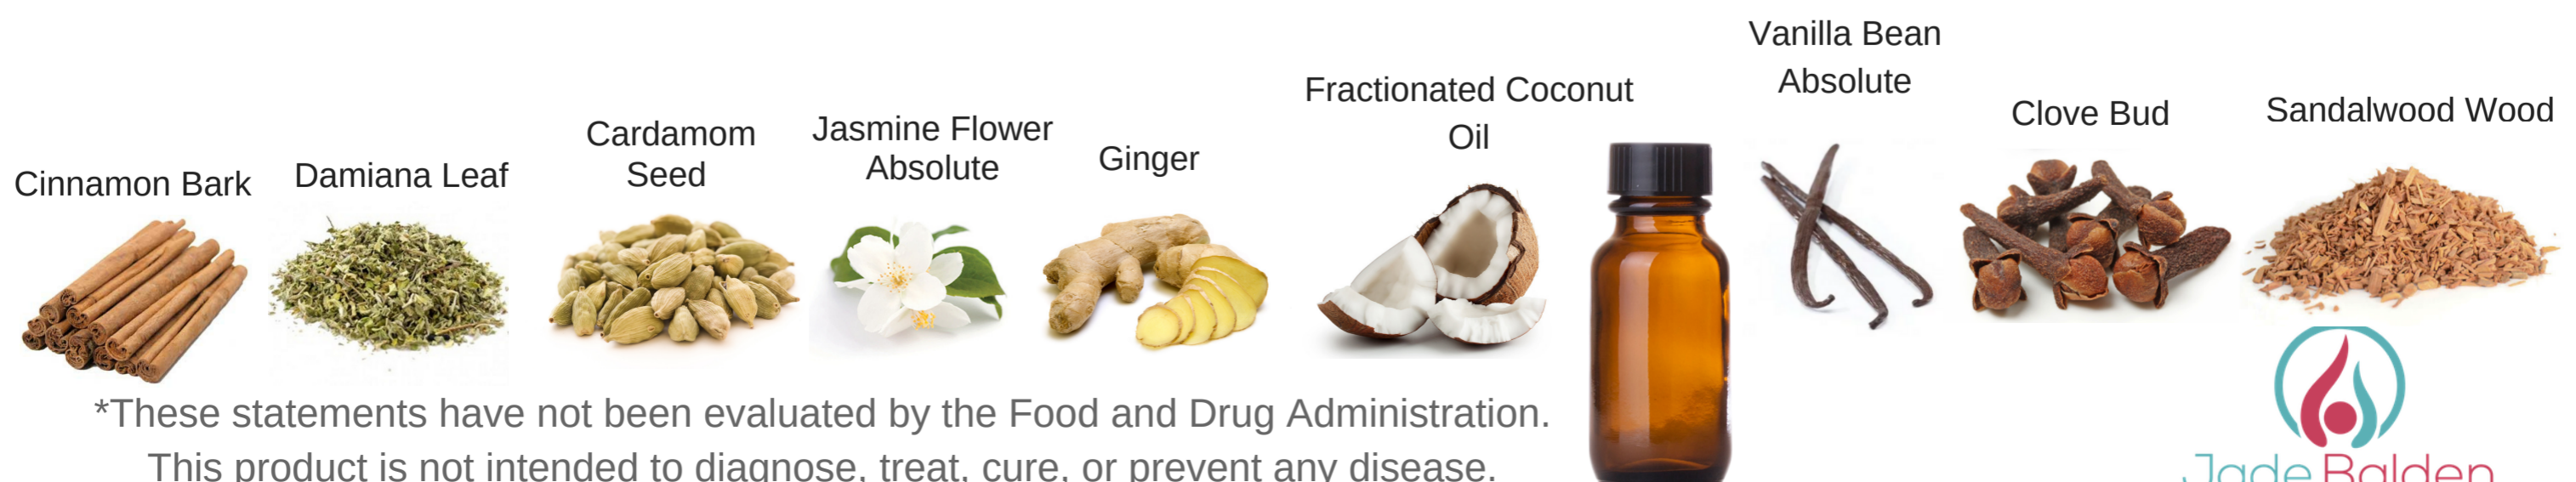 Cinnamon Bark
Damiana Leaf
Cardamom
Seed
Jasmine Flower
Absolute
Ginger
Fractionated Coconut
Oil
Vanilla Bean
Absolute
Clove Bud
Sandalwood Wood
*These statements have not been evaluated by the Food and Drug Administration.
This product is not intended to diagnose, treat, cure, or prevent any disease.
Jade Balden